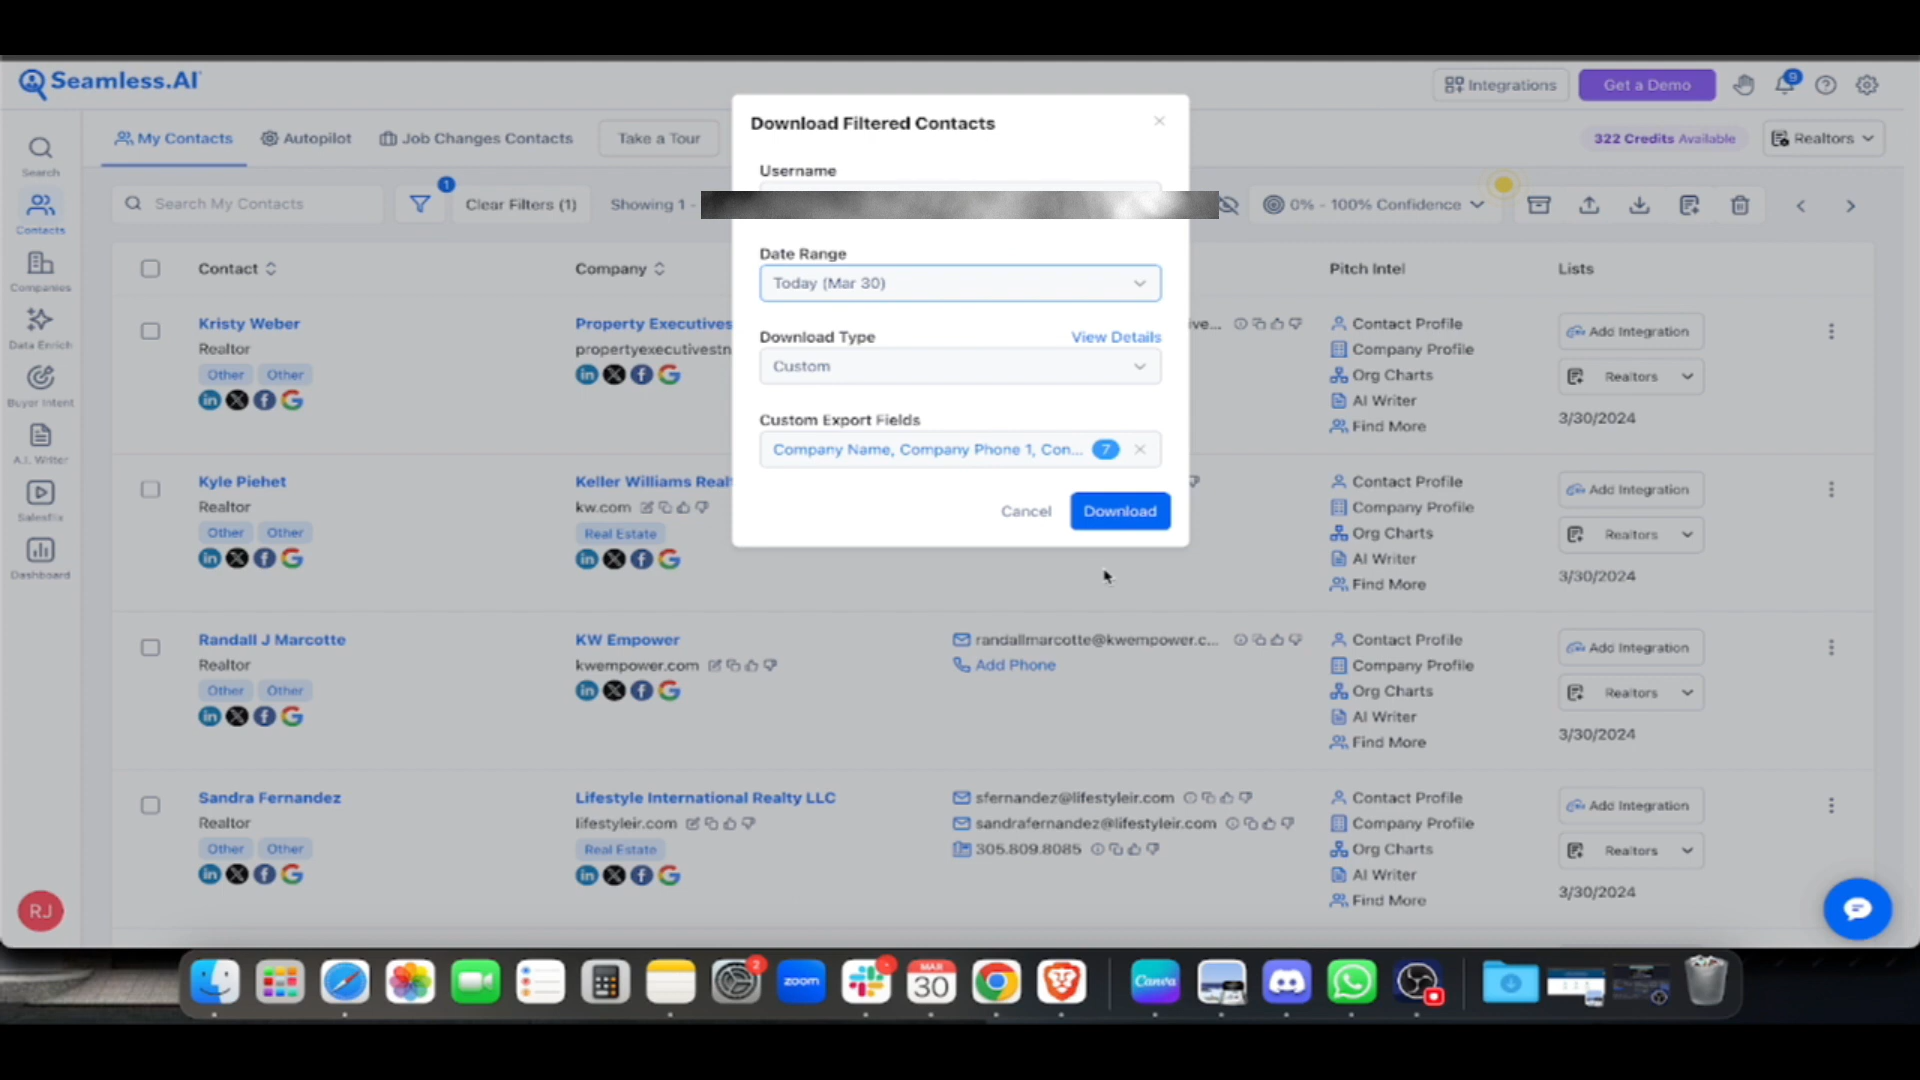 Seamless.AI
Integrations
Get a Demo
9
My Contacts
Autopilot
Job Changes Contacts
Take a Tour
322 Credits Available
Realtors
Search My Contacts
1
Clear Filters (1)
Showing 1 -
0% - 100% Confidence
Search
Contacts
Companies
Data Enrich
Buyer Intent
A.I. Writer
Salesflix
Dashboard
RJ
Download Filtered Contacts
Username
Date Range
Today (Mar 30)
Download Type
View Details
Custom
Custom Export Fields
Company Name, Company Phone 1, Con...
7
Cancel
Download
Contact
Company
Pitch Intel
Lists
Kristy Weber
Realtor
Other Other
Property Executives
propertyexecutivestn
ive...
Contact Profile
Company Profile
Org Charts
AI Writer
Find More
Add Integration
Realtors
3/30/2024
Kyle Piehet
Realtor
Other Other
Keller Williams Real
kw.com
Real Estate
Contact Profile
Company Profile
Org Charts
AI Writer
Find More
Add Integration
Realtors
3/30/2024
Randall J Marcotte
Realtor
Other Other
KW Empower
kwempower.com
randallmarcotte@kwempower.c...
Add Phone
Contact Profile
Company Profile
Org Charts
AI Writer
Find More
Add Integration
Realtors
3/30/2024
Sandra Fernandez
Realtor
Other Other
Lifestyle International Realty LLC
lifestyleir.com
Real Estate
sfernandez@lifestyleir.com
sandrafernandez@lifestyleir.com
305.809.8085
Contact Profile
Company Profile
Org Charts
AI Writer
Find More
Add Integration
Realtors
3/30/2024
2
zoom
MAR
30
Canva